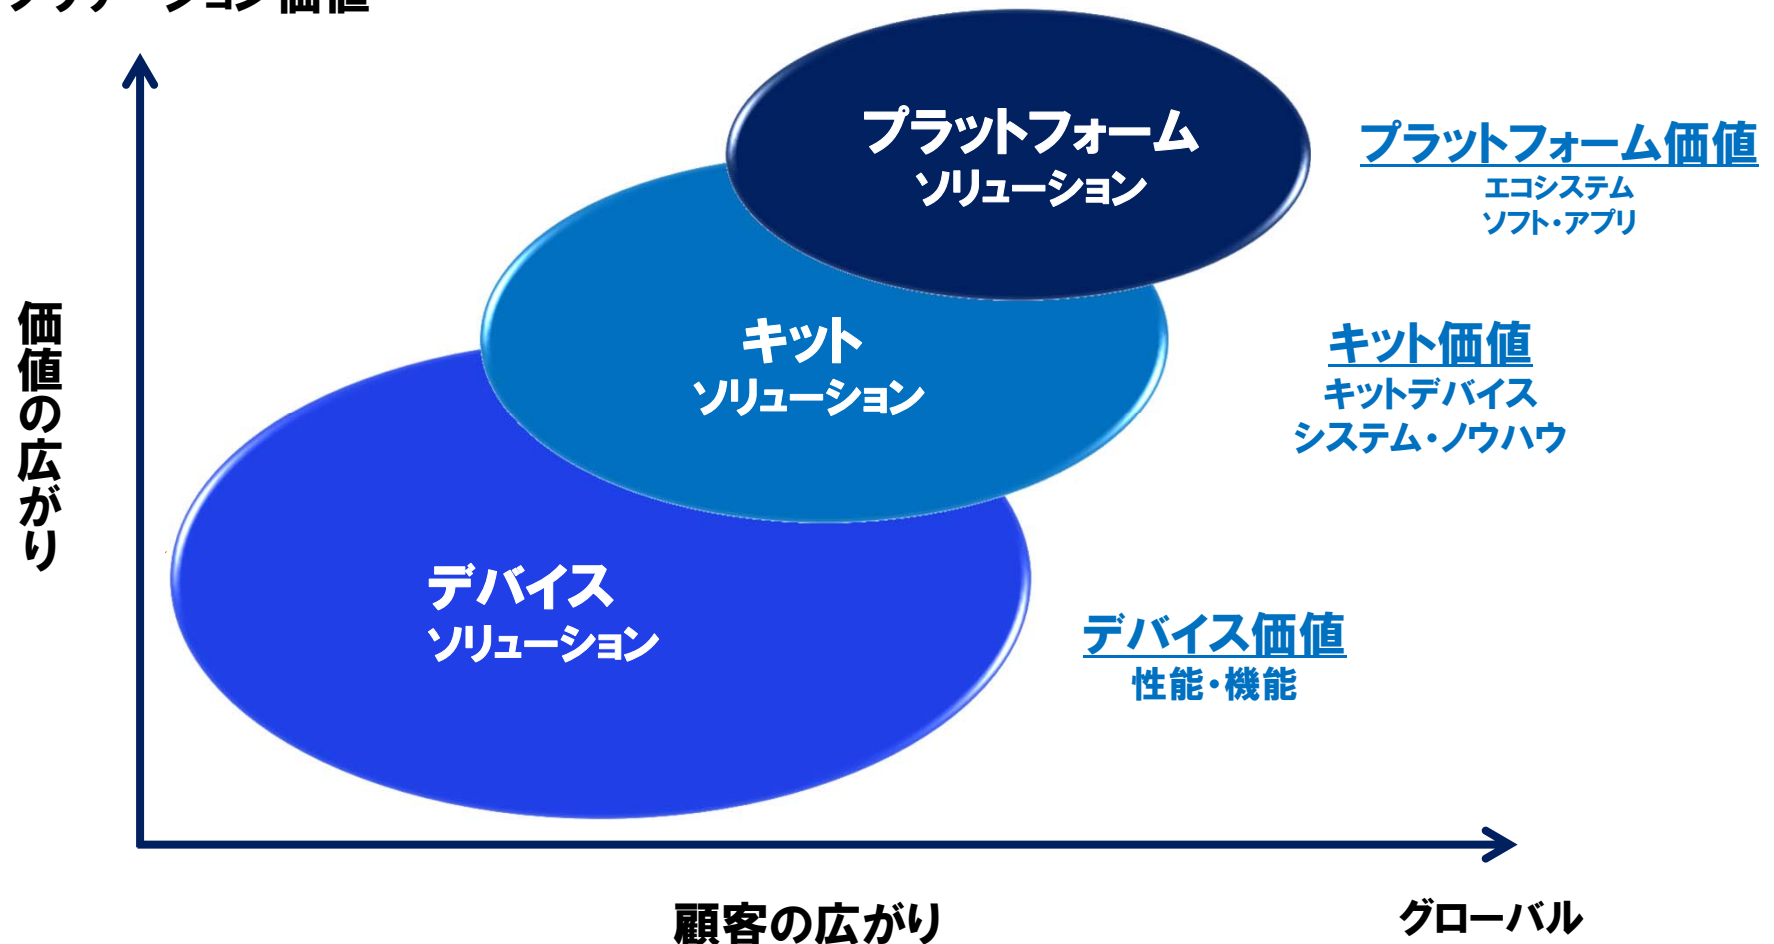 プラットフォーム
ソリューション
プラットフォーム価値
エコシステム
ソフト・アプリ
キット
ソリューション
キット価値
キットデバイス
システム・ノウハウ
価値の広がり
デバイス
ソリューション
デバイス価値
性能・機能
顧客の広がり
グローバル